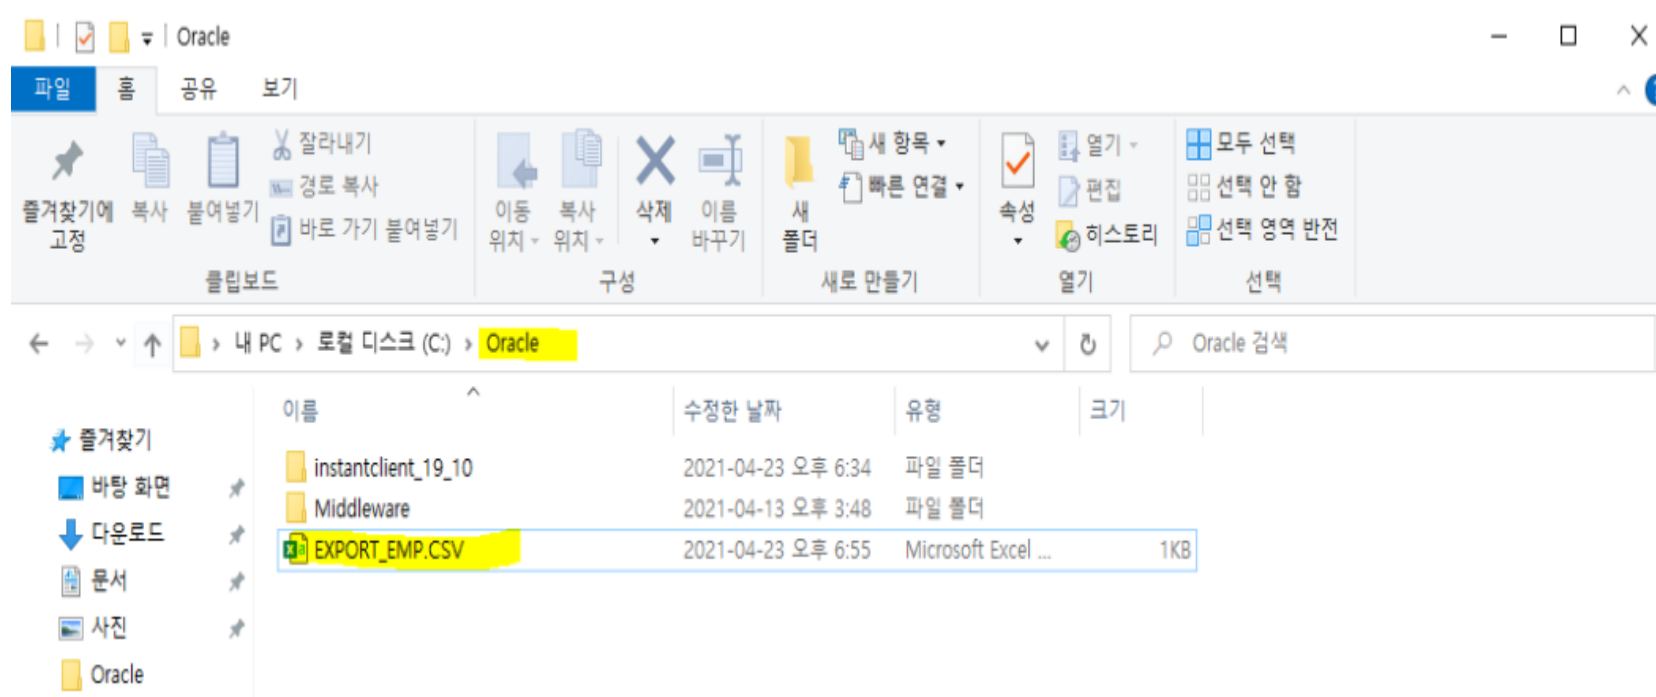 Oracle
파일 홈 공유 보기
즐겨찾기에 고정
복사
붙여넣기
잘라내기
경로 복사
바로 가기 붙여넣기
클립보드
이동 위치
복사 위치
삭제
이름 바꾸기
구성
새 폴더
새 항목
빠른 연결
새로 만들기
속성
열기
편집
히스토리
열기
모두 선택
선택 안 함
선택 영역 반전
선택
› 내 PC › 로컬 디스크 (C:) › Oracle
Oracle 검색
이름 수정한 날짜 유형 크기
즐겨찾기
바탕 화면
다운로드
문서
사진
Oracle
instantclient_19_10 2021-04-23 오후 6:34 파일 폴더
Middleware 2021-04-13 오후 3:48 파일 폴더
EXPORT_EMP.CSV 2021-04-23 오후 6:55 Microsoft Excel ... 1KB